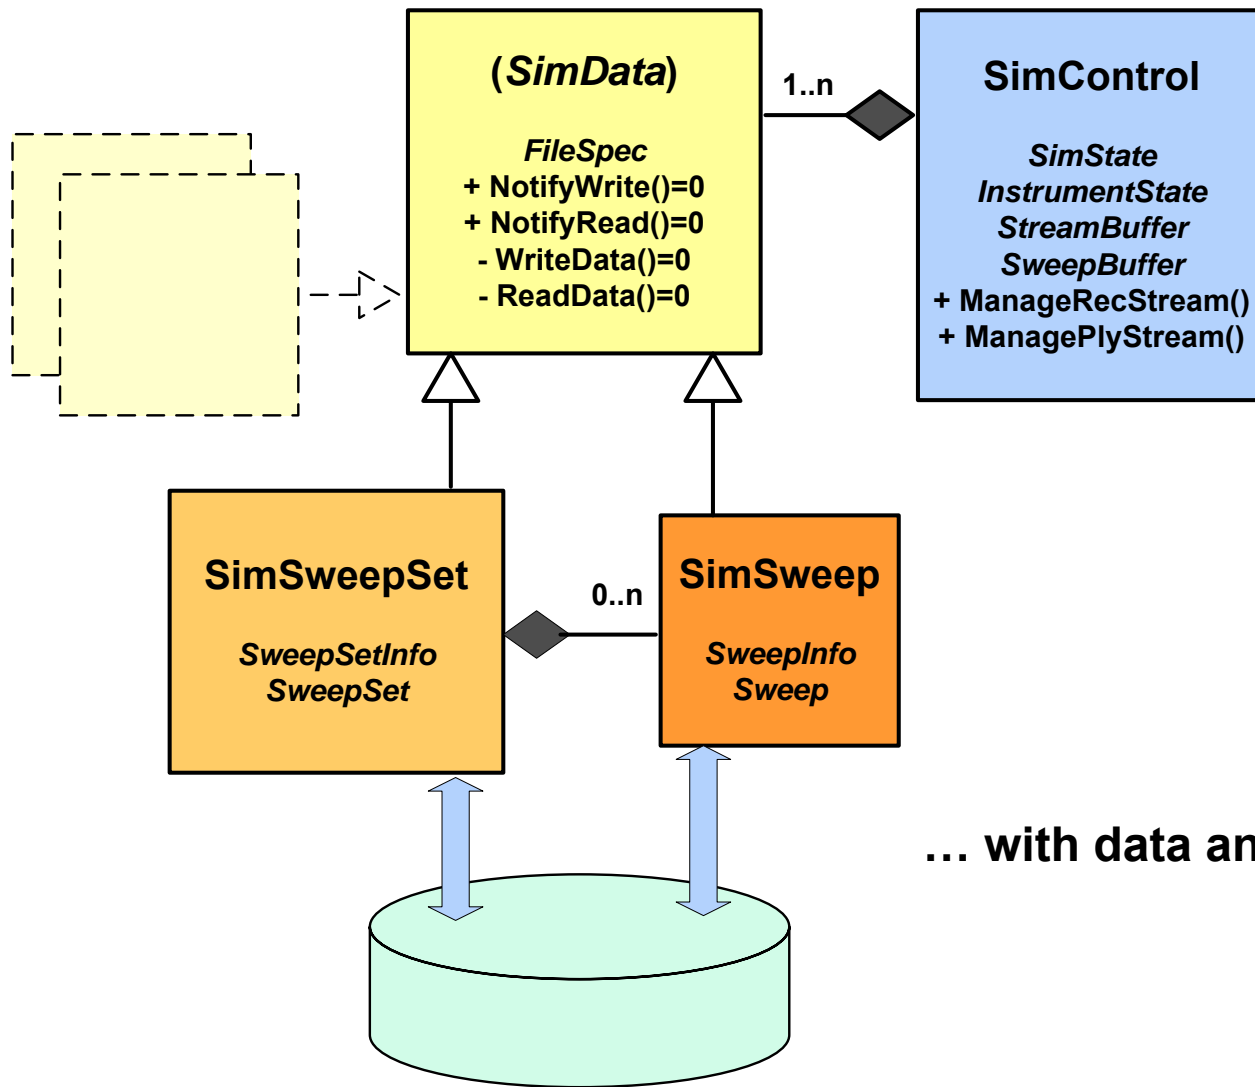 (SimData)
FileSpec
+ NotifyWrite()=0
+ NotifyRead()=0
- WriteData()=0
- ReadData()=0
1..n
SimControl
SimState
InstrumentState
StreamBuffer
SweepBuffer
+ ManageRecStream()
+ ManagePlyStream()
SimSweepSet
SweepSetInfo
SweepSet
0..n
SimSweep
SweepInfo
Sweep
... with data an